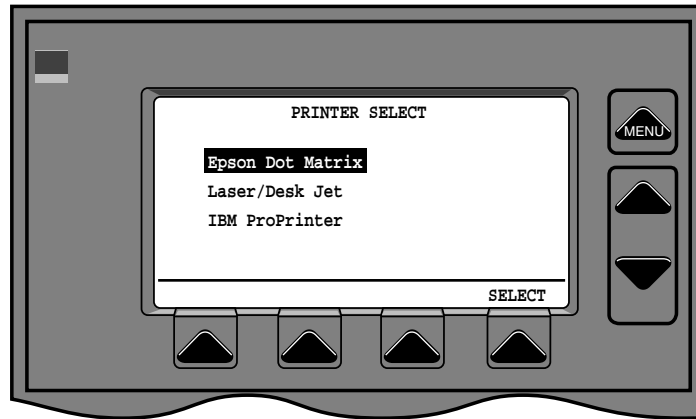 PRINTER SELECT
MENU
Epson Dot Matrix
Laser/Desk Jet
IBM ProPrinter
SELECT